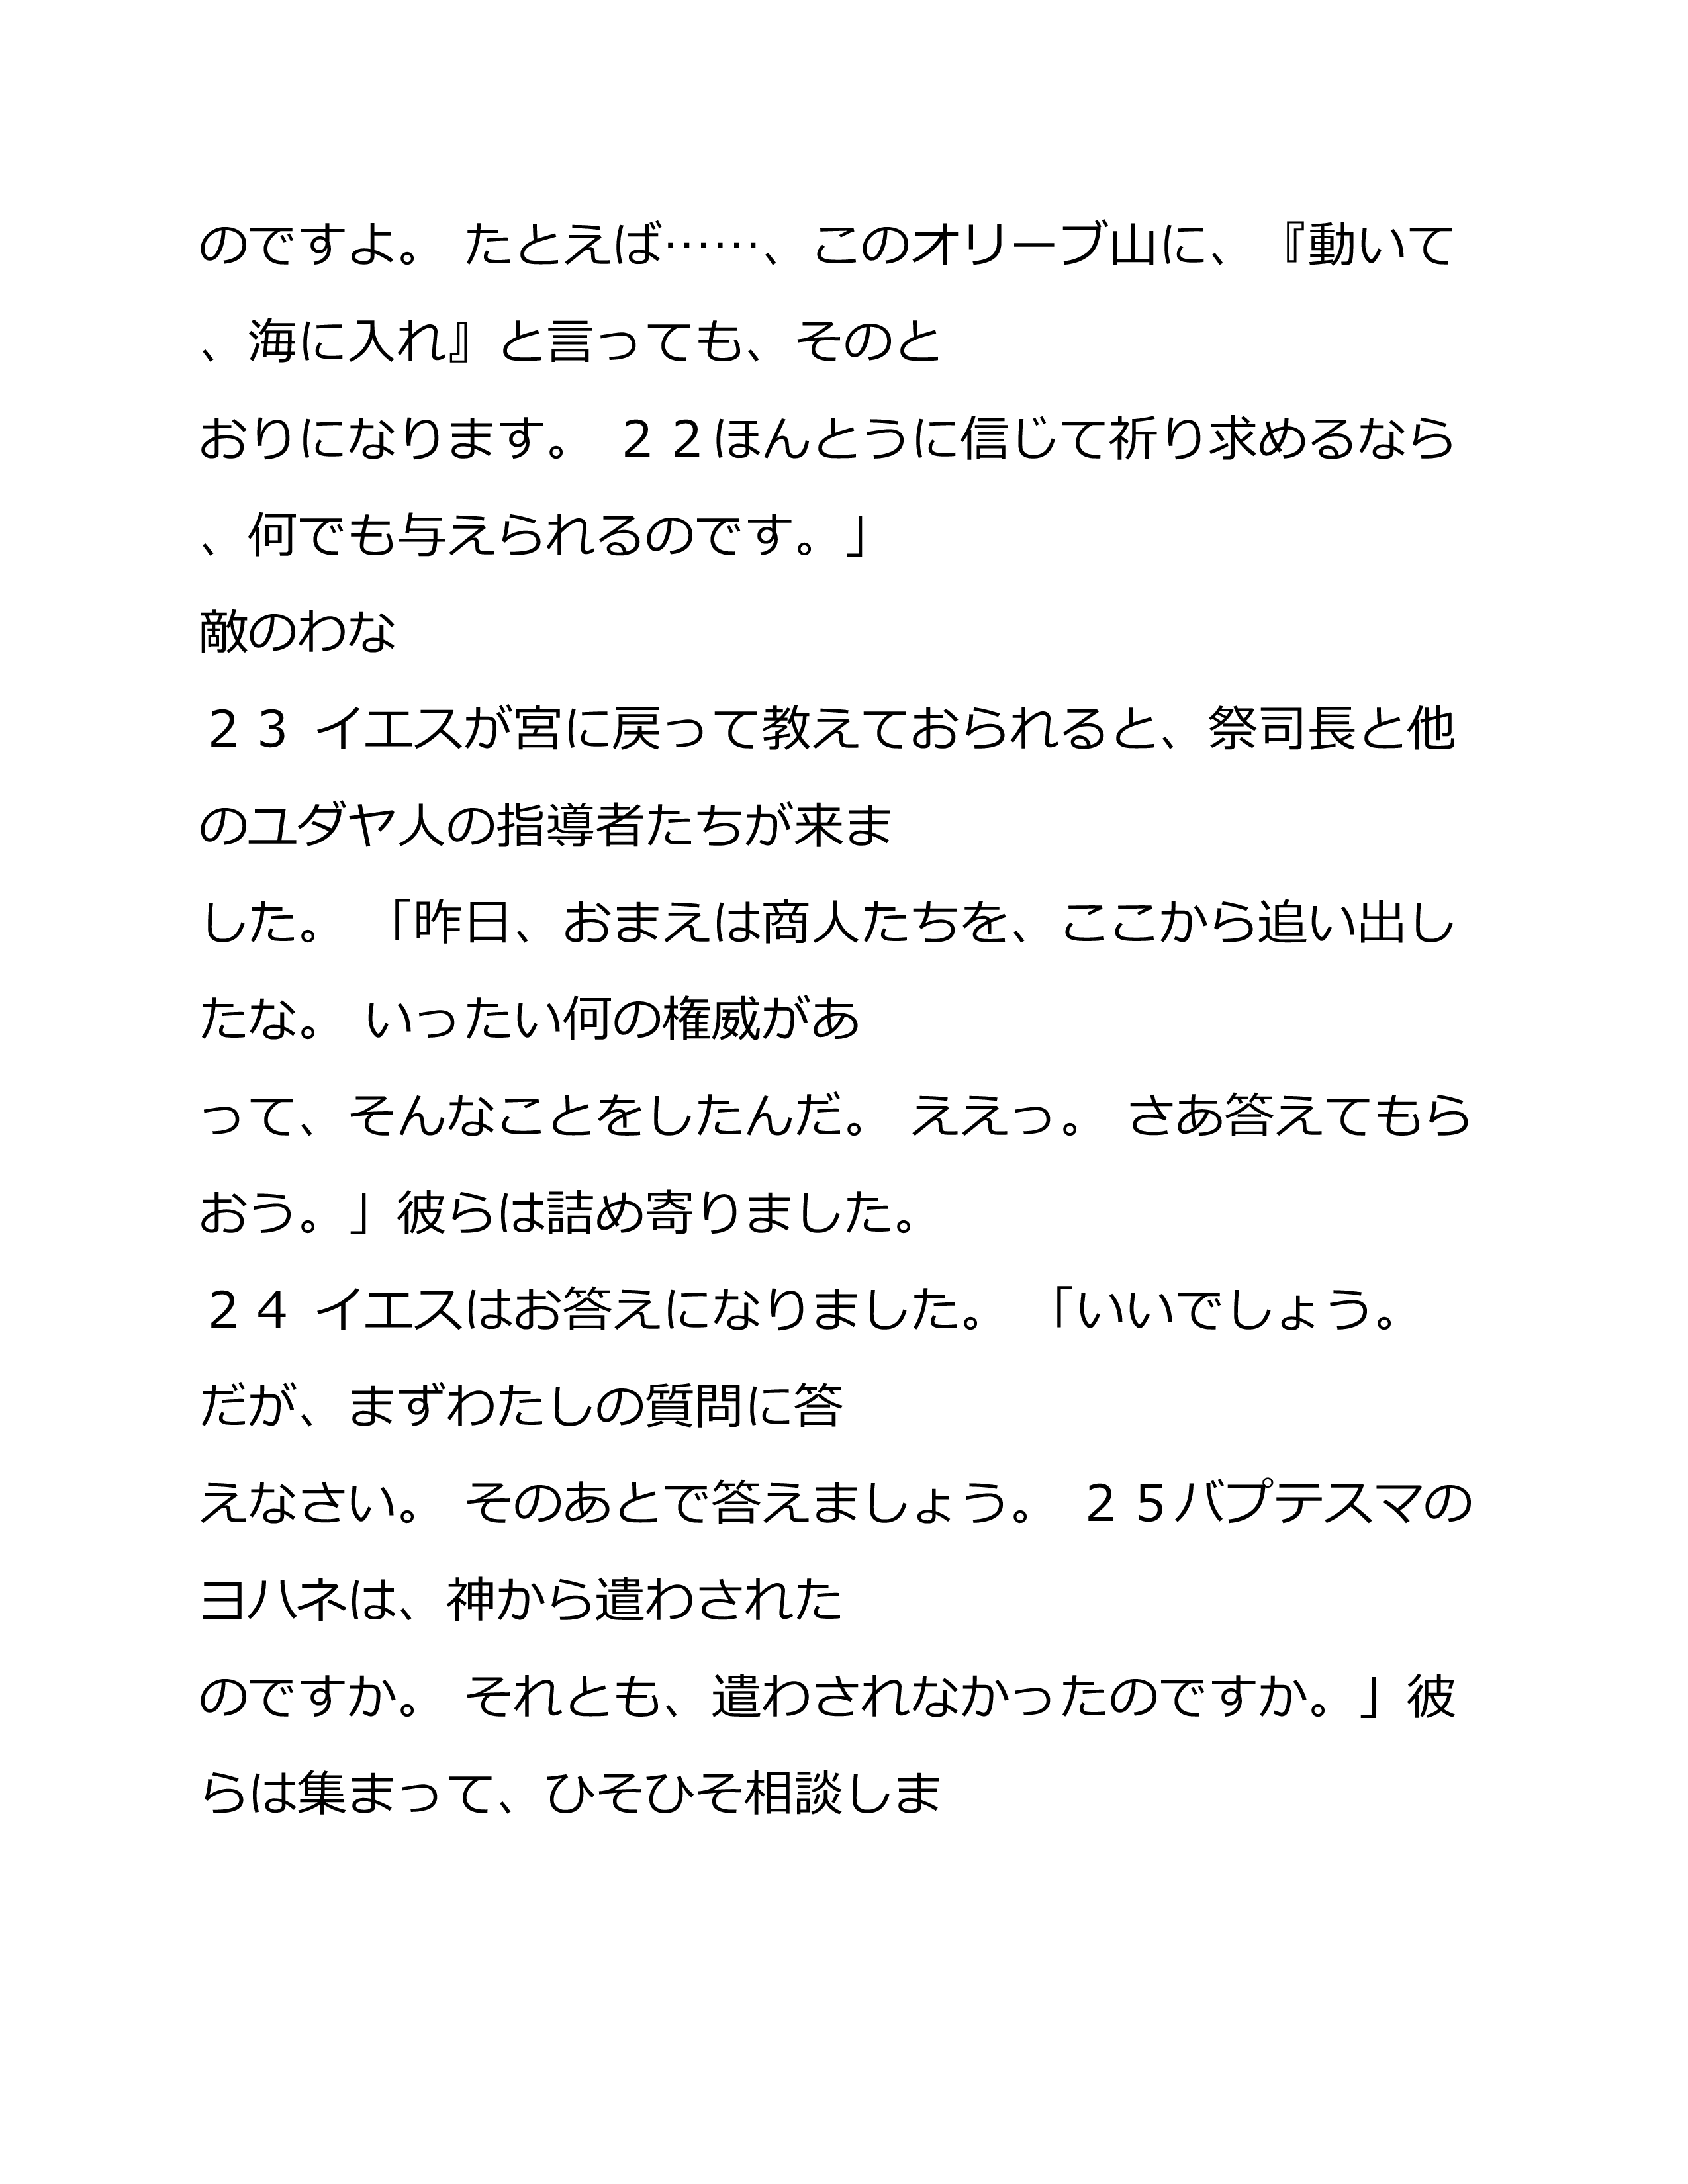 のですよ。 たとえば……、このオリーブ山に、『動いて
、海に入れ』と言っても、そのと
おりになります。 ２２ほんとうに信じて祈り求めるなら
、何でも与えられるのです。」
敵のわな
２３ イエスが宮に戻って教えておられると、祭司長と他
のユダヤ人の指導者たちが来ま
した。 「昨日、おまえは商人たちを、ここから追い出し
たな。 いったい何の権威があ
って、そんなことをしたんだ。 ええっ。 さあ答えてもら
おう。」彼らは詰め寄りました。
２４ イエスはお答えになりました。 「いいでしょう。
だが、まずわたしの質問に答
えなさい。 そのあとで答えましょう。 ２５バプテスマの
ヨハネは、神から遣わされた
のですか。 それとも、遣わされなかったのですか。」彼
らは集まって、ひそひそ相談しま